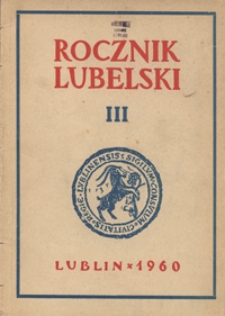 ROCZNIK
LUBELSKI
III
LUBLIN 1960